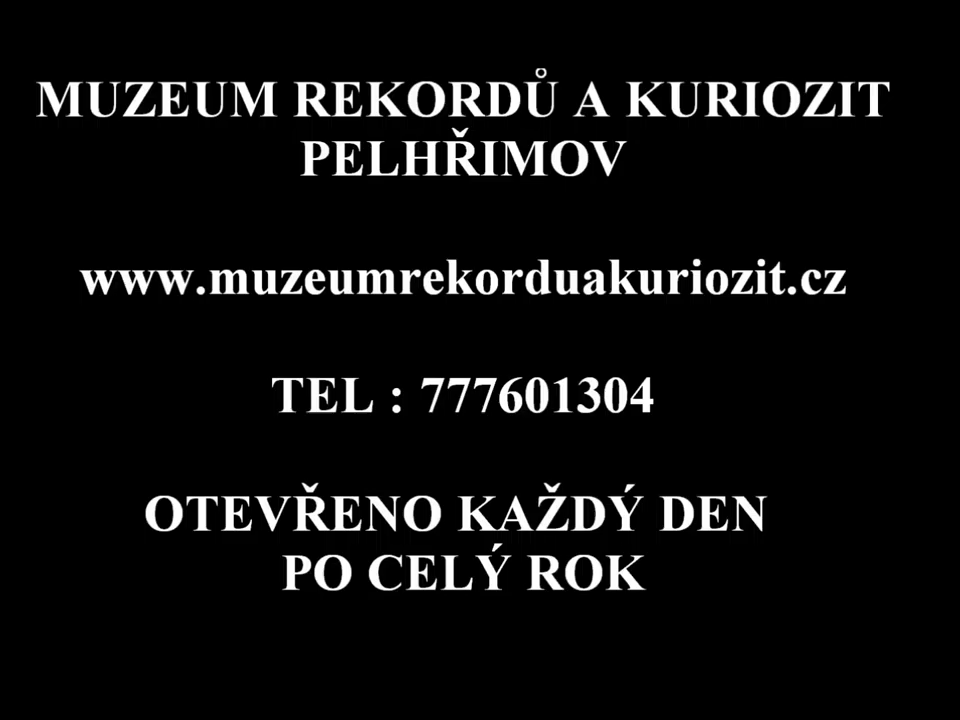 MUZEUM REKORDŮ A KURIOZIT
PELHŘIMOV
www.muzeumrekorduakuriozit.cz
TEL : 777601304
OTEVŘENO KAŽDÝ DEN
PO CELÝ ROK